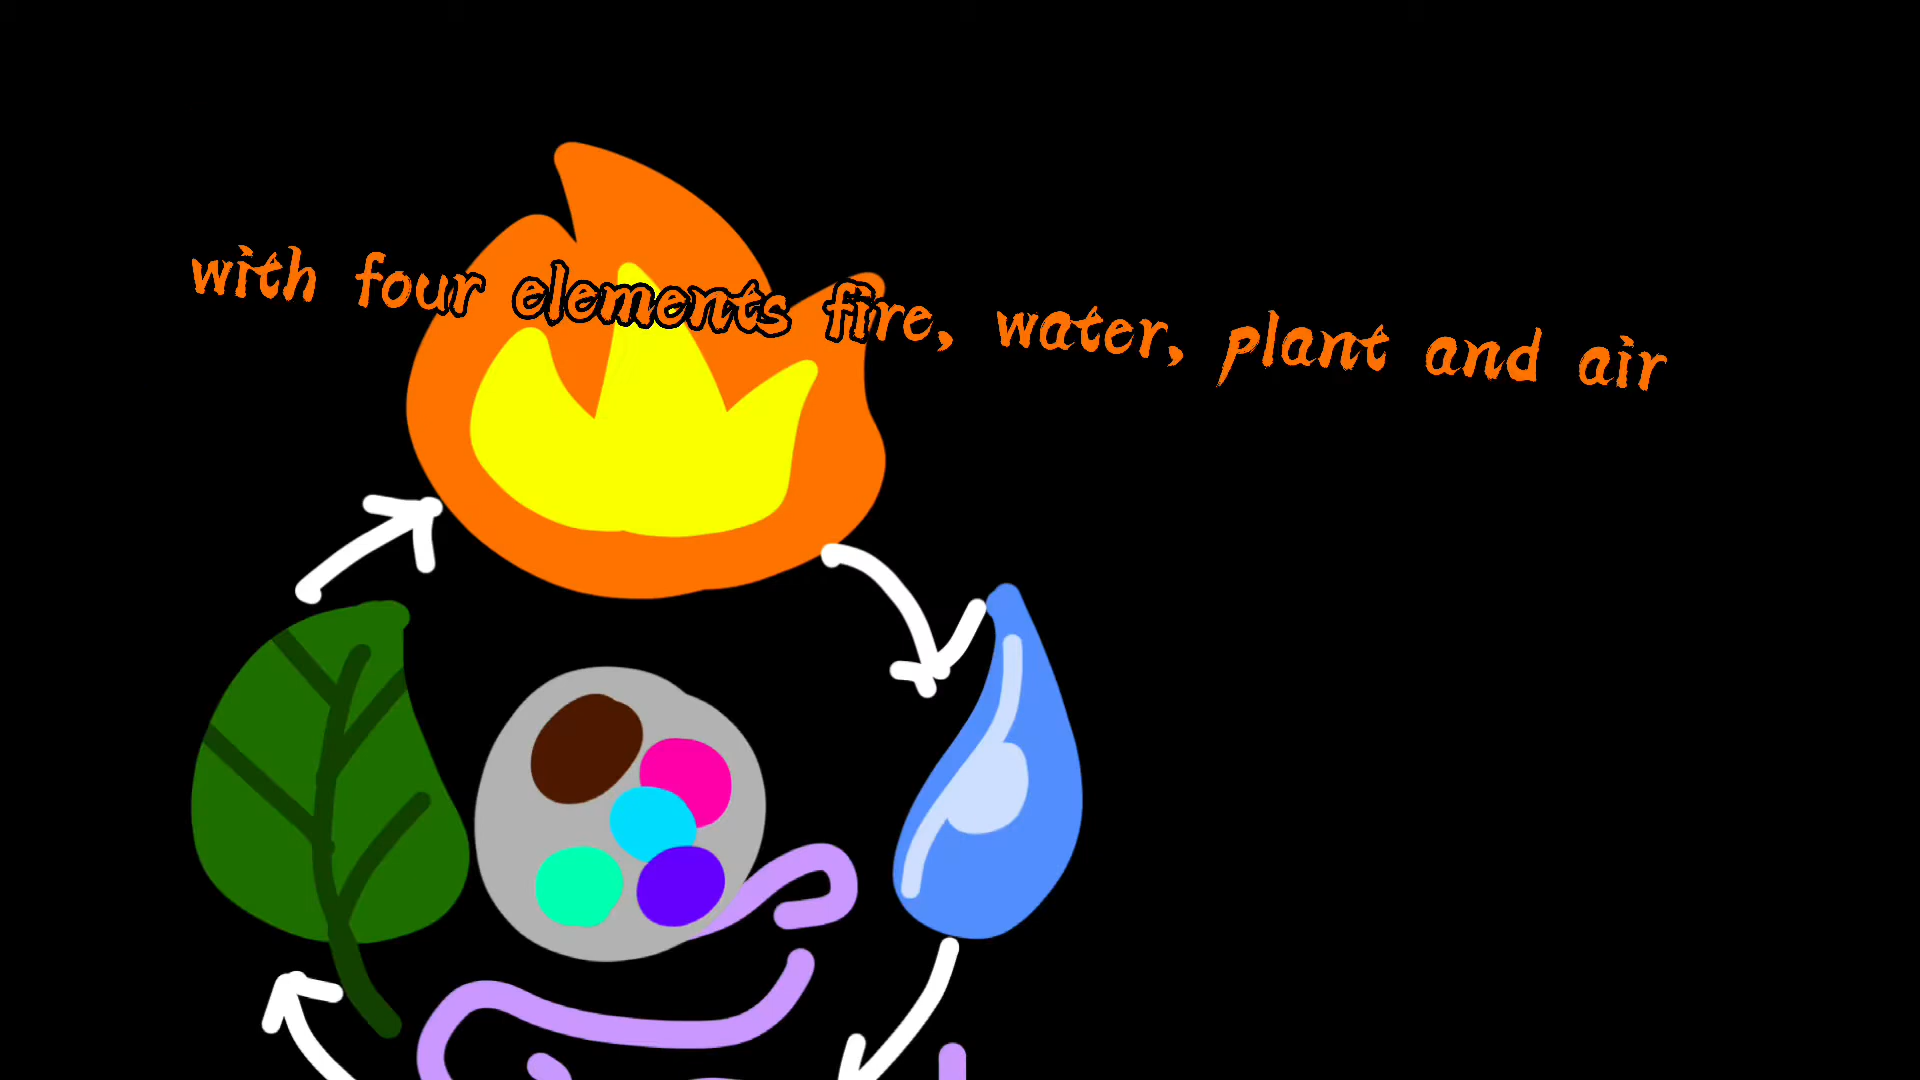 with four elements fire, water, plant and air